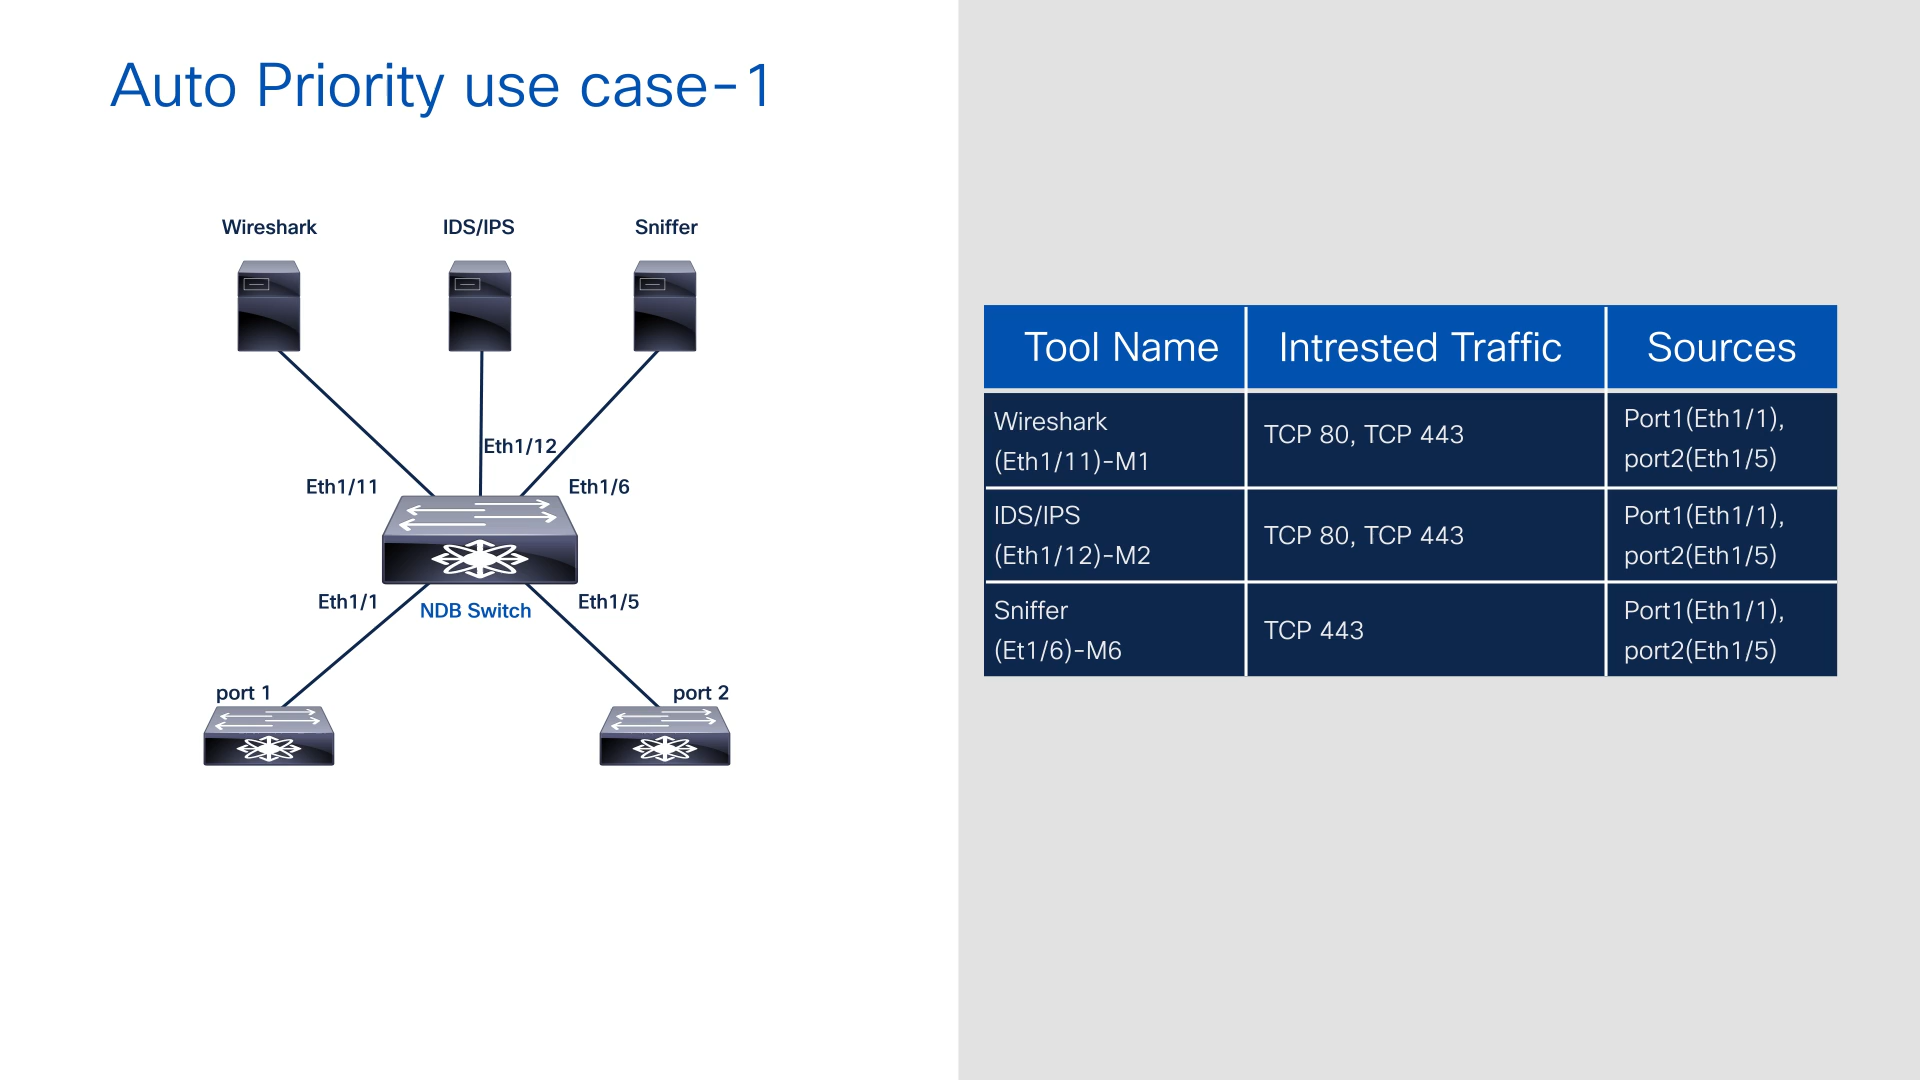 Auto Priority use case-1
Wireshark
IDS/IPS
Sniffer
Eth1/12
Eth1/11
Eth1/6
Eth1/1
NDB Switch
Eth1/5
port 1
port 2
Tool Name
Intrested Traffic
Sources
Wireshark
(Eth1/11)-M1
TCP 80, TCP 443
Port1(Eth1/1),
port2(Eth1/5)
IDS/IPS
(Eth1/12)-M2
TCP 80, TCP 443
Port1(Eth1/1),
port2(Eth1/5)
Sniffer
(Et1/6)-M6
TCP 443
Port1(Eth1/1),
port2(Eth1/5)